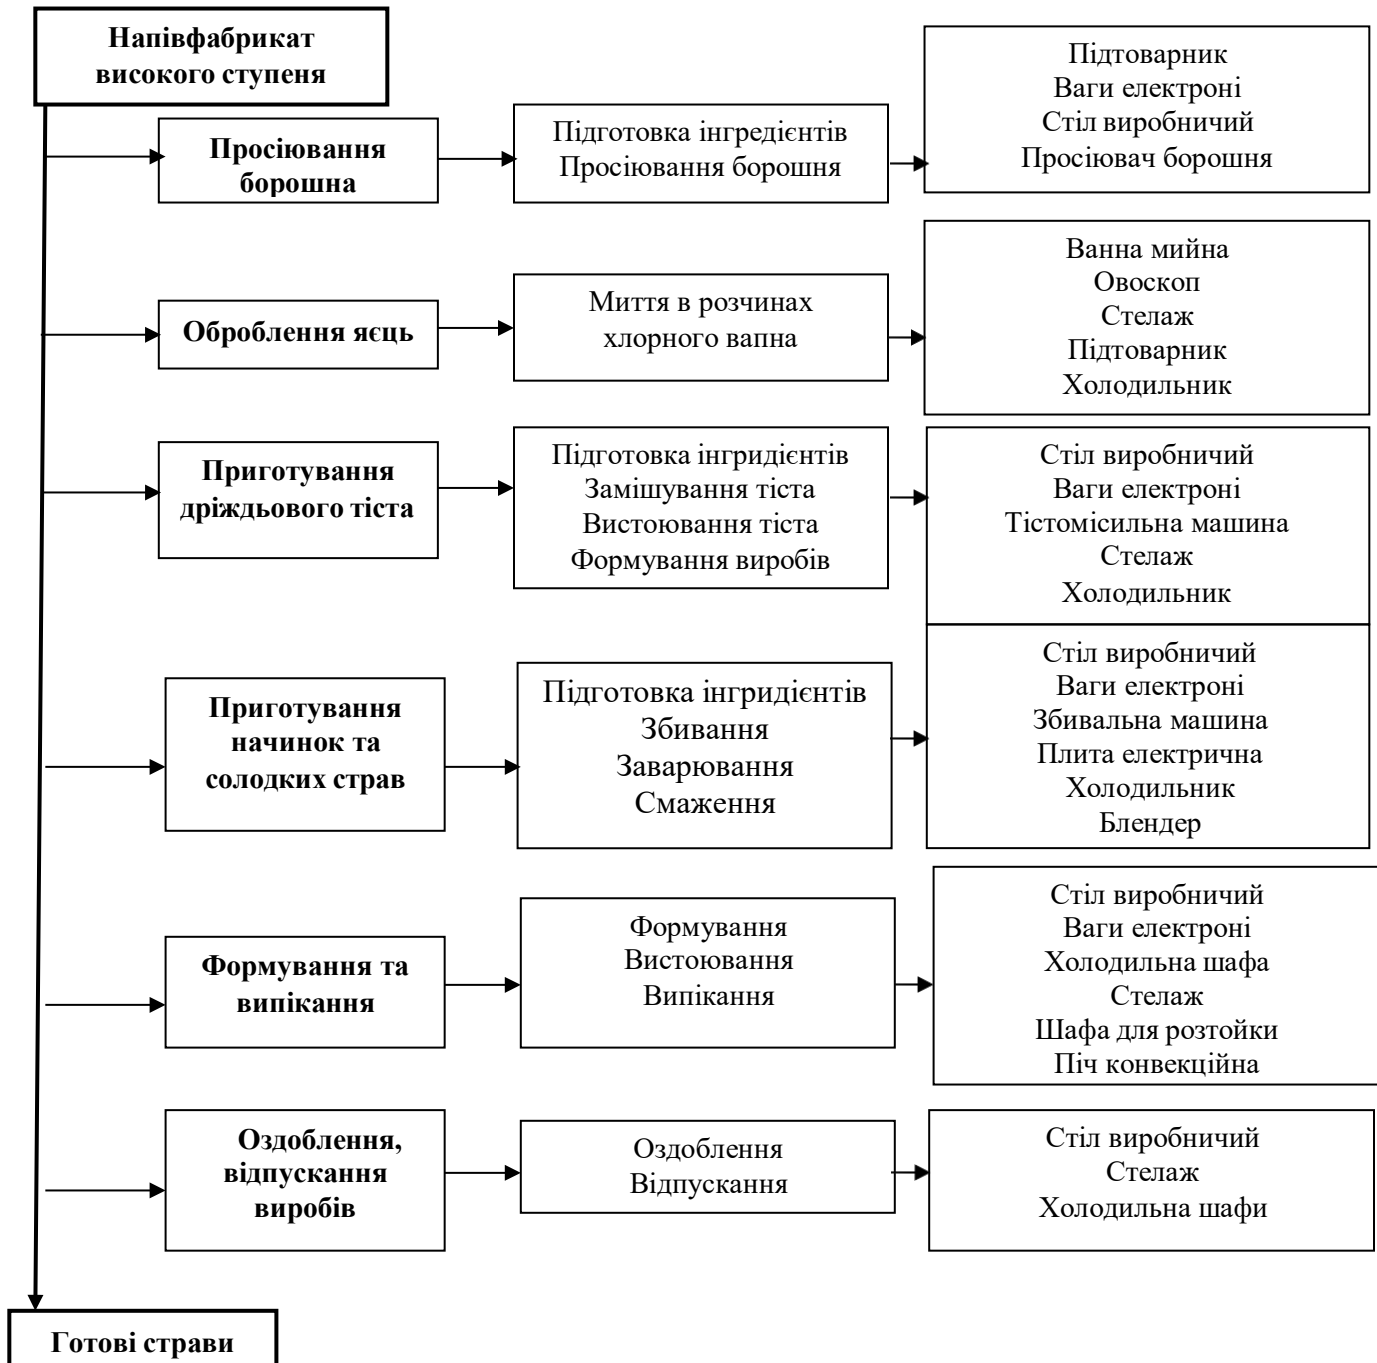 Напівфабрикат
високого ступеня
Просіювання
борошна
Підготовка інгредієнтів
Просіювання борошня
Підтоварник
Ваги електроні
Стіл виробничий
Просіювач борошня
Оброблення яєць
Миття в розчинах
хлорного вапна
Ванна мийна
Овоскоп
Стелаж
Підтоварник
Холодильник
Приготування
дріждьового тіста
Підготовка інгридієнтів
Замішування тіста
Вистоювання тіста
Формування виробів
Стіл виробничий
Ваги електроні
Тістомісильна машина
Стелаж
Холодильник
Приготування
начинок та
солодких страв
Підготовка інгридієнтів
Збивання
Заварювання
Смаження
Стіл виробничий
Ваги електроні
Збивальна машина
Плита електрична
Холодильник
Блендер
Формування та
випікання
Формування
Вистоювання
Випікання
Стіл виробничий
Ваги електроні
Холодильна шафа
Стелаж
Шафа для розтойки
Піч конвекційна
Оздоблення,
відпускання
виробів
Оздоблення
Відпускання
Стіл виробничий
Стелаж
Холодильна шафи
Готові страви